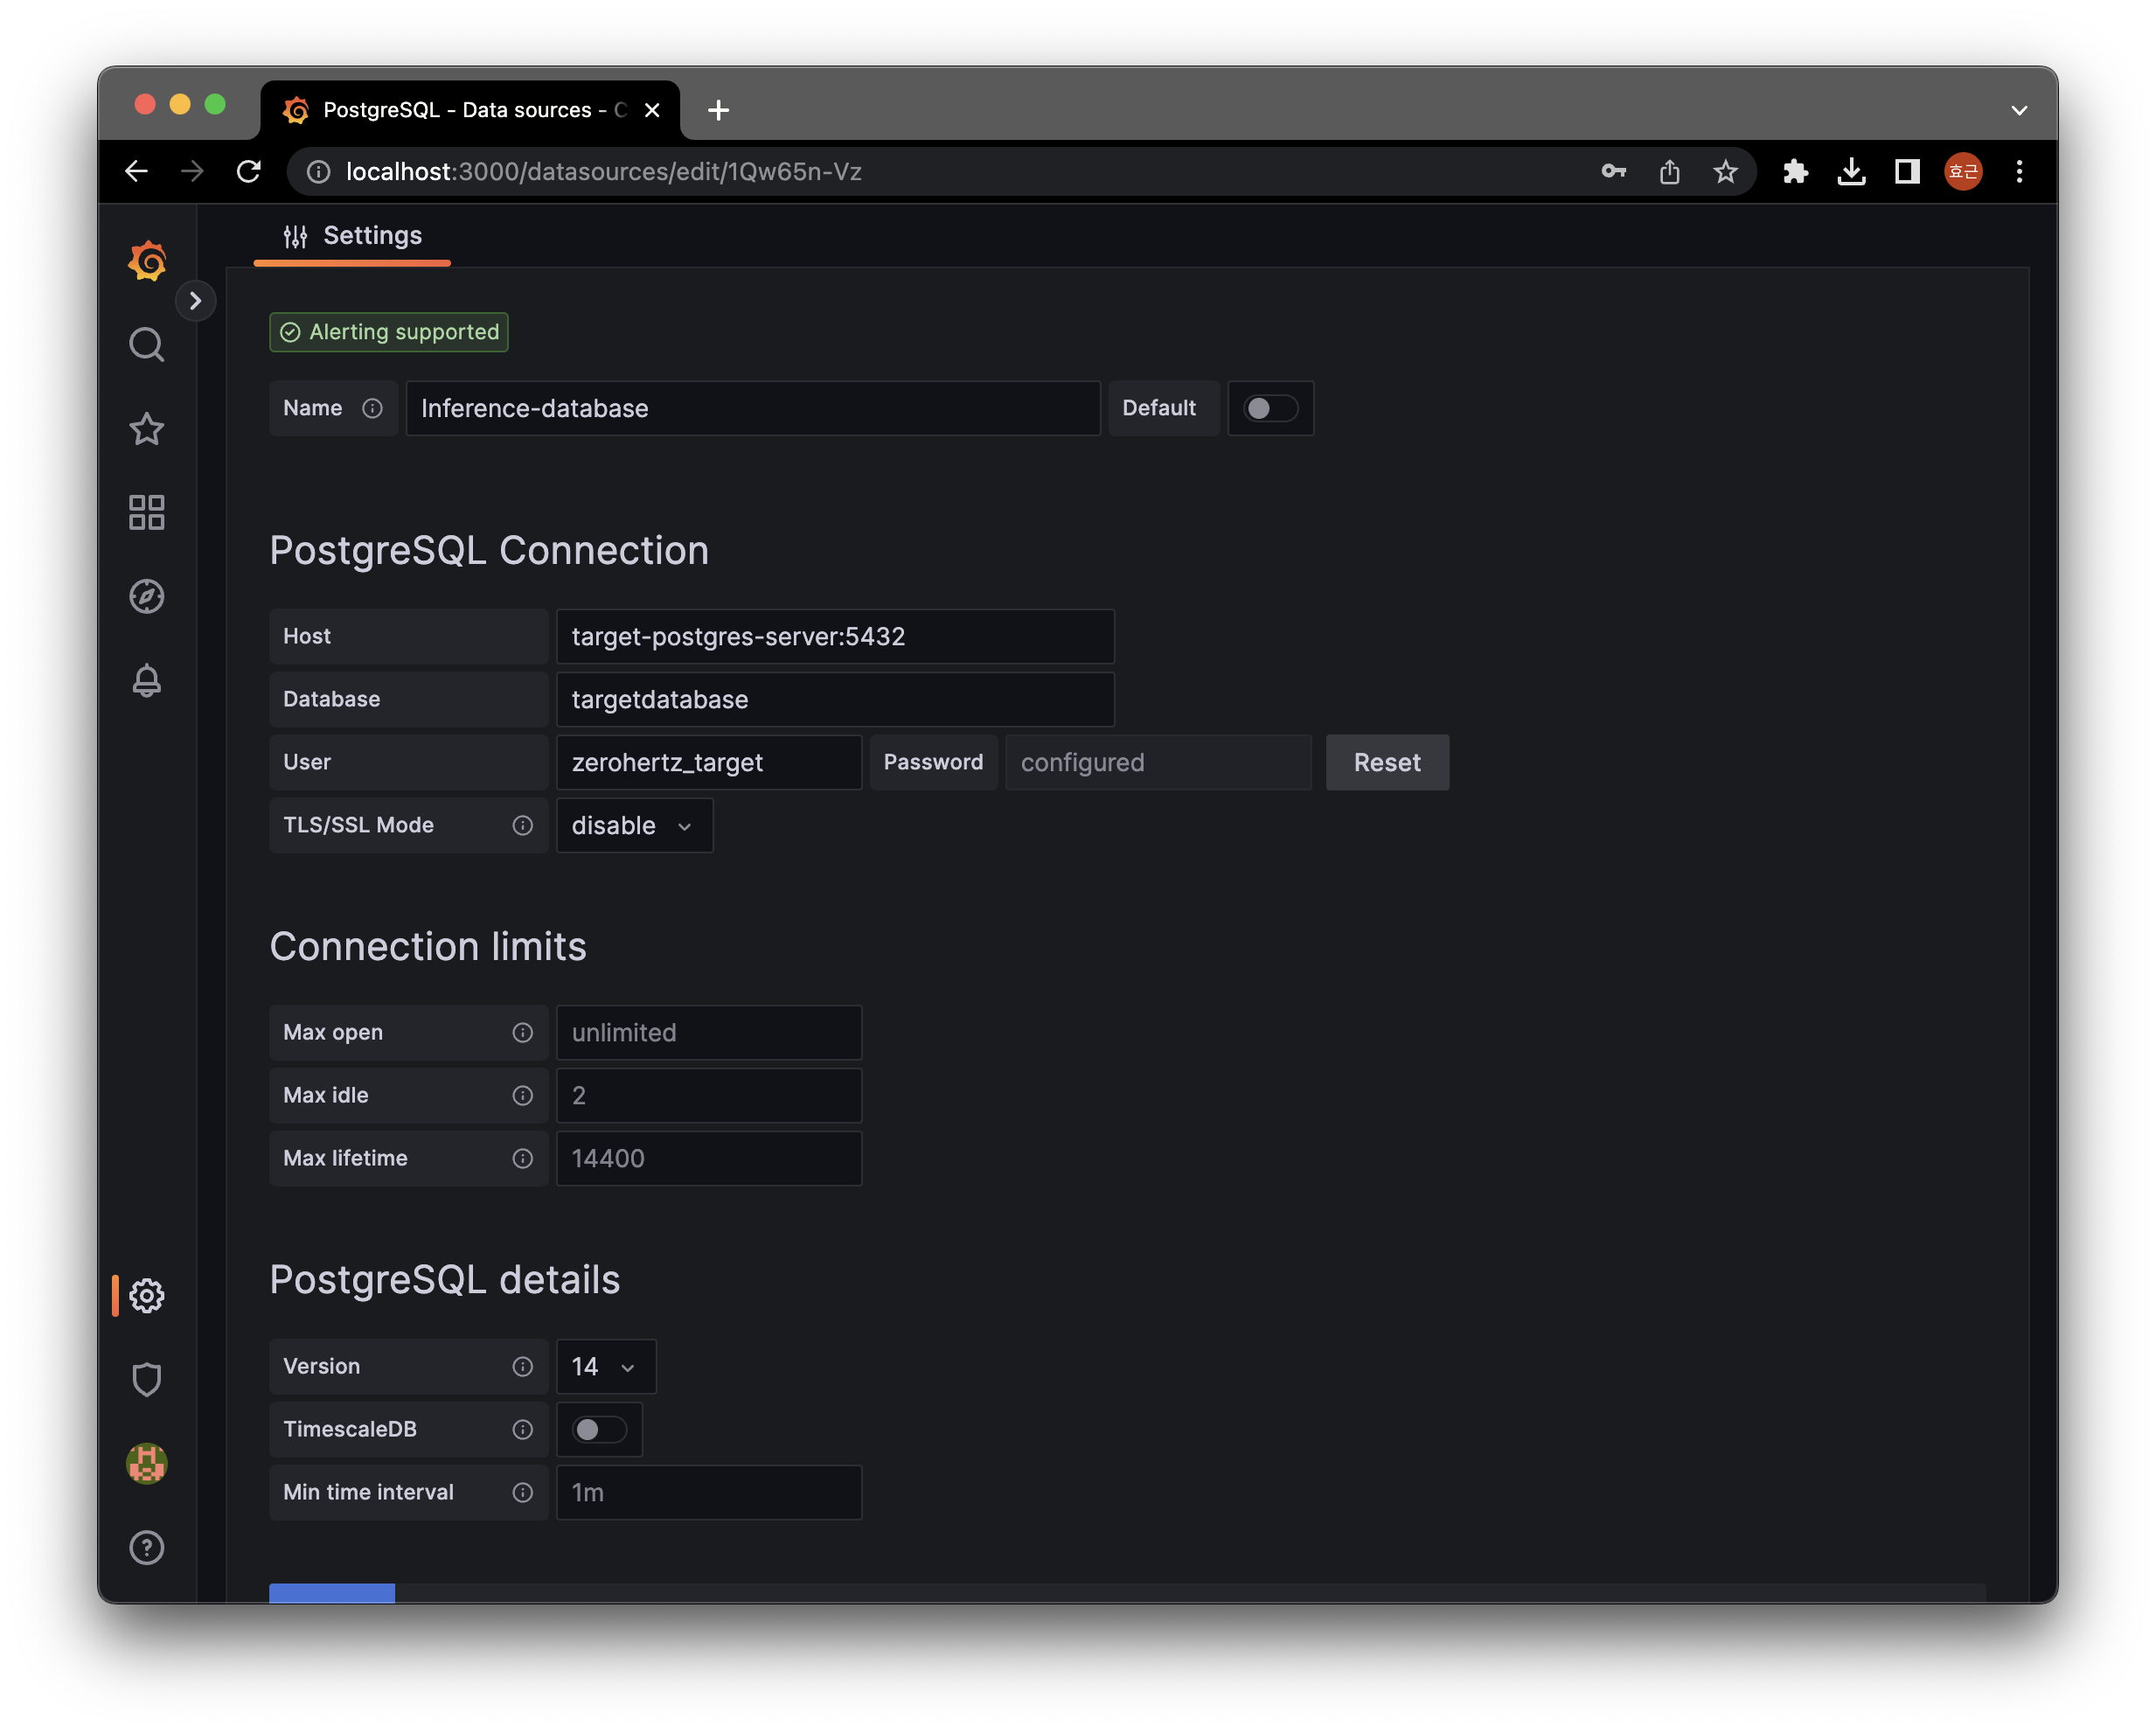 PostgreSQL - Data sources - C
localhost:3000/datasources/edit/1Qw65n-Vz
효근
Settings
Alerting supported
Name Inference-database Default
PostgreSQL Connection
Host target-postgres-server:5432
Database targetdatabase
User zerohertz_target Password configured Reset
TLS/SSL Mode disable
Connection limits
Max open unlimited
Max idle 2
Max lifetime 14400
PostgreSQL details
Version 14
TimescaleDB
Min time interval 1m